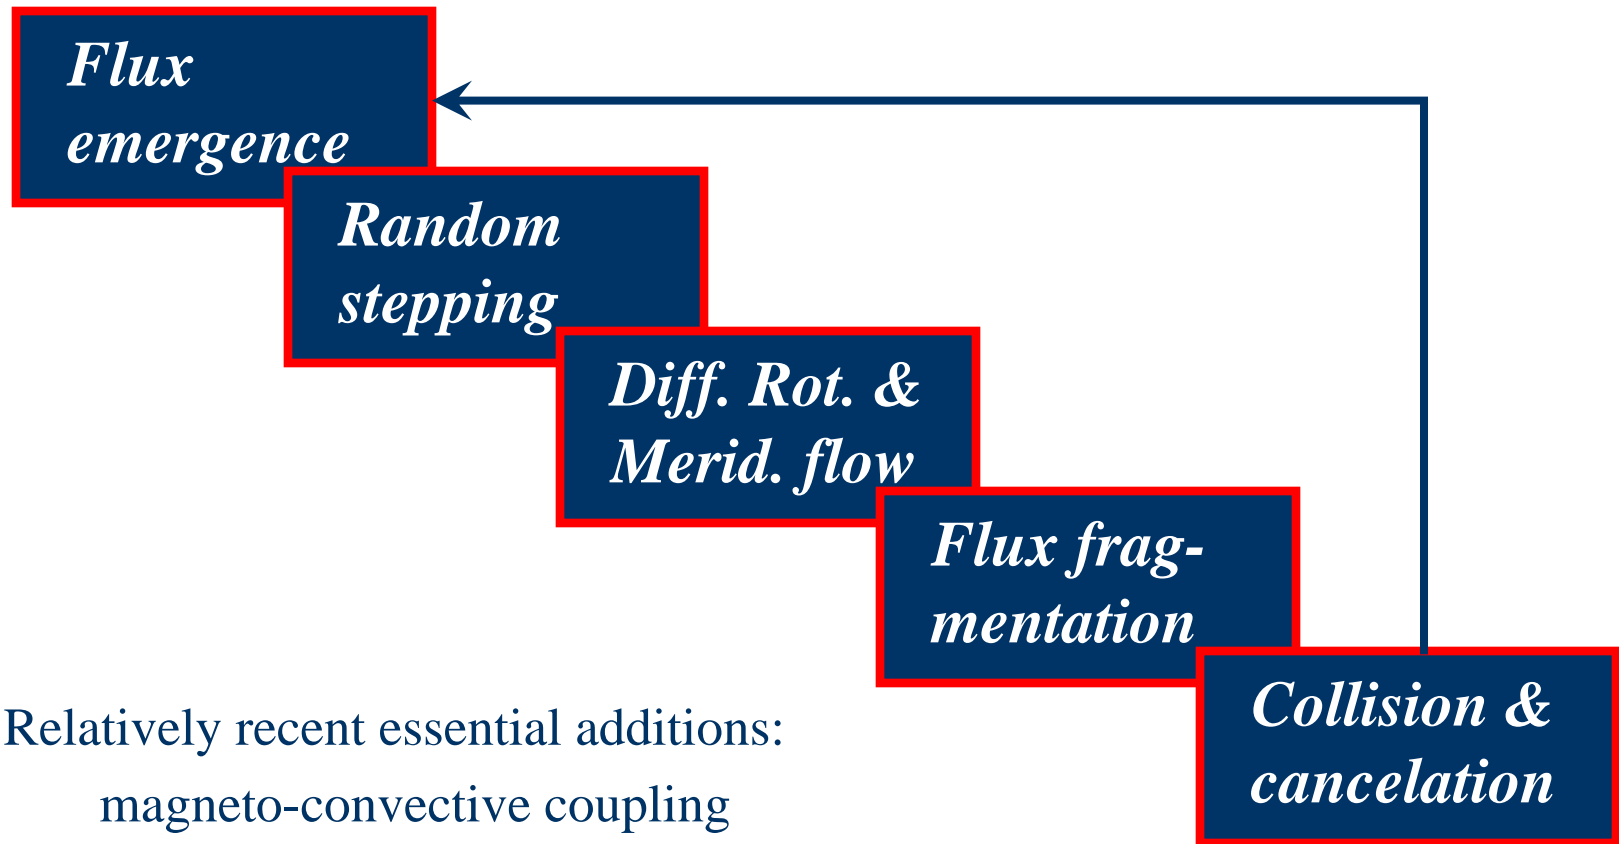 Flux
emergence
Random
stepping
Diff. Rot. &
Merid. flow
Flux frag-
mentation
Collision &
cancelation
Relatively recent essential additions:
magneto-convective coupling